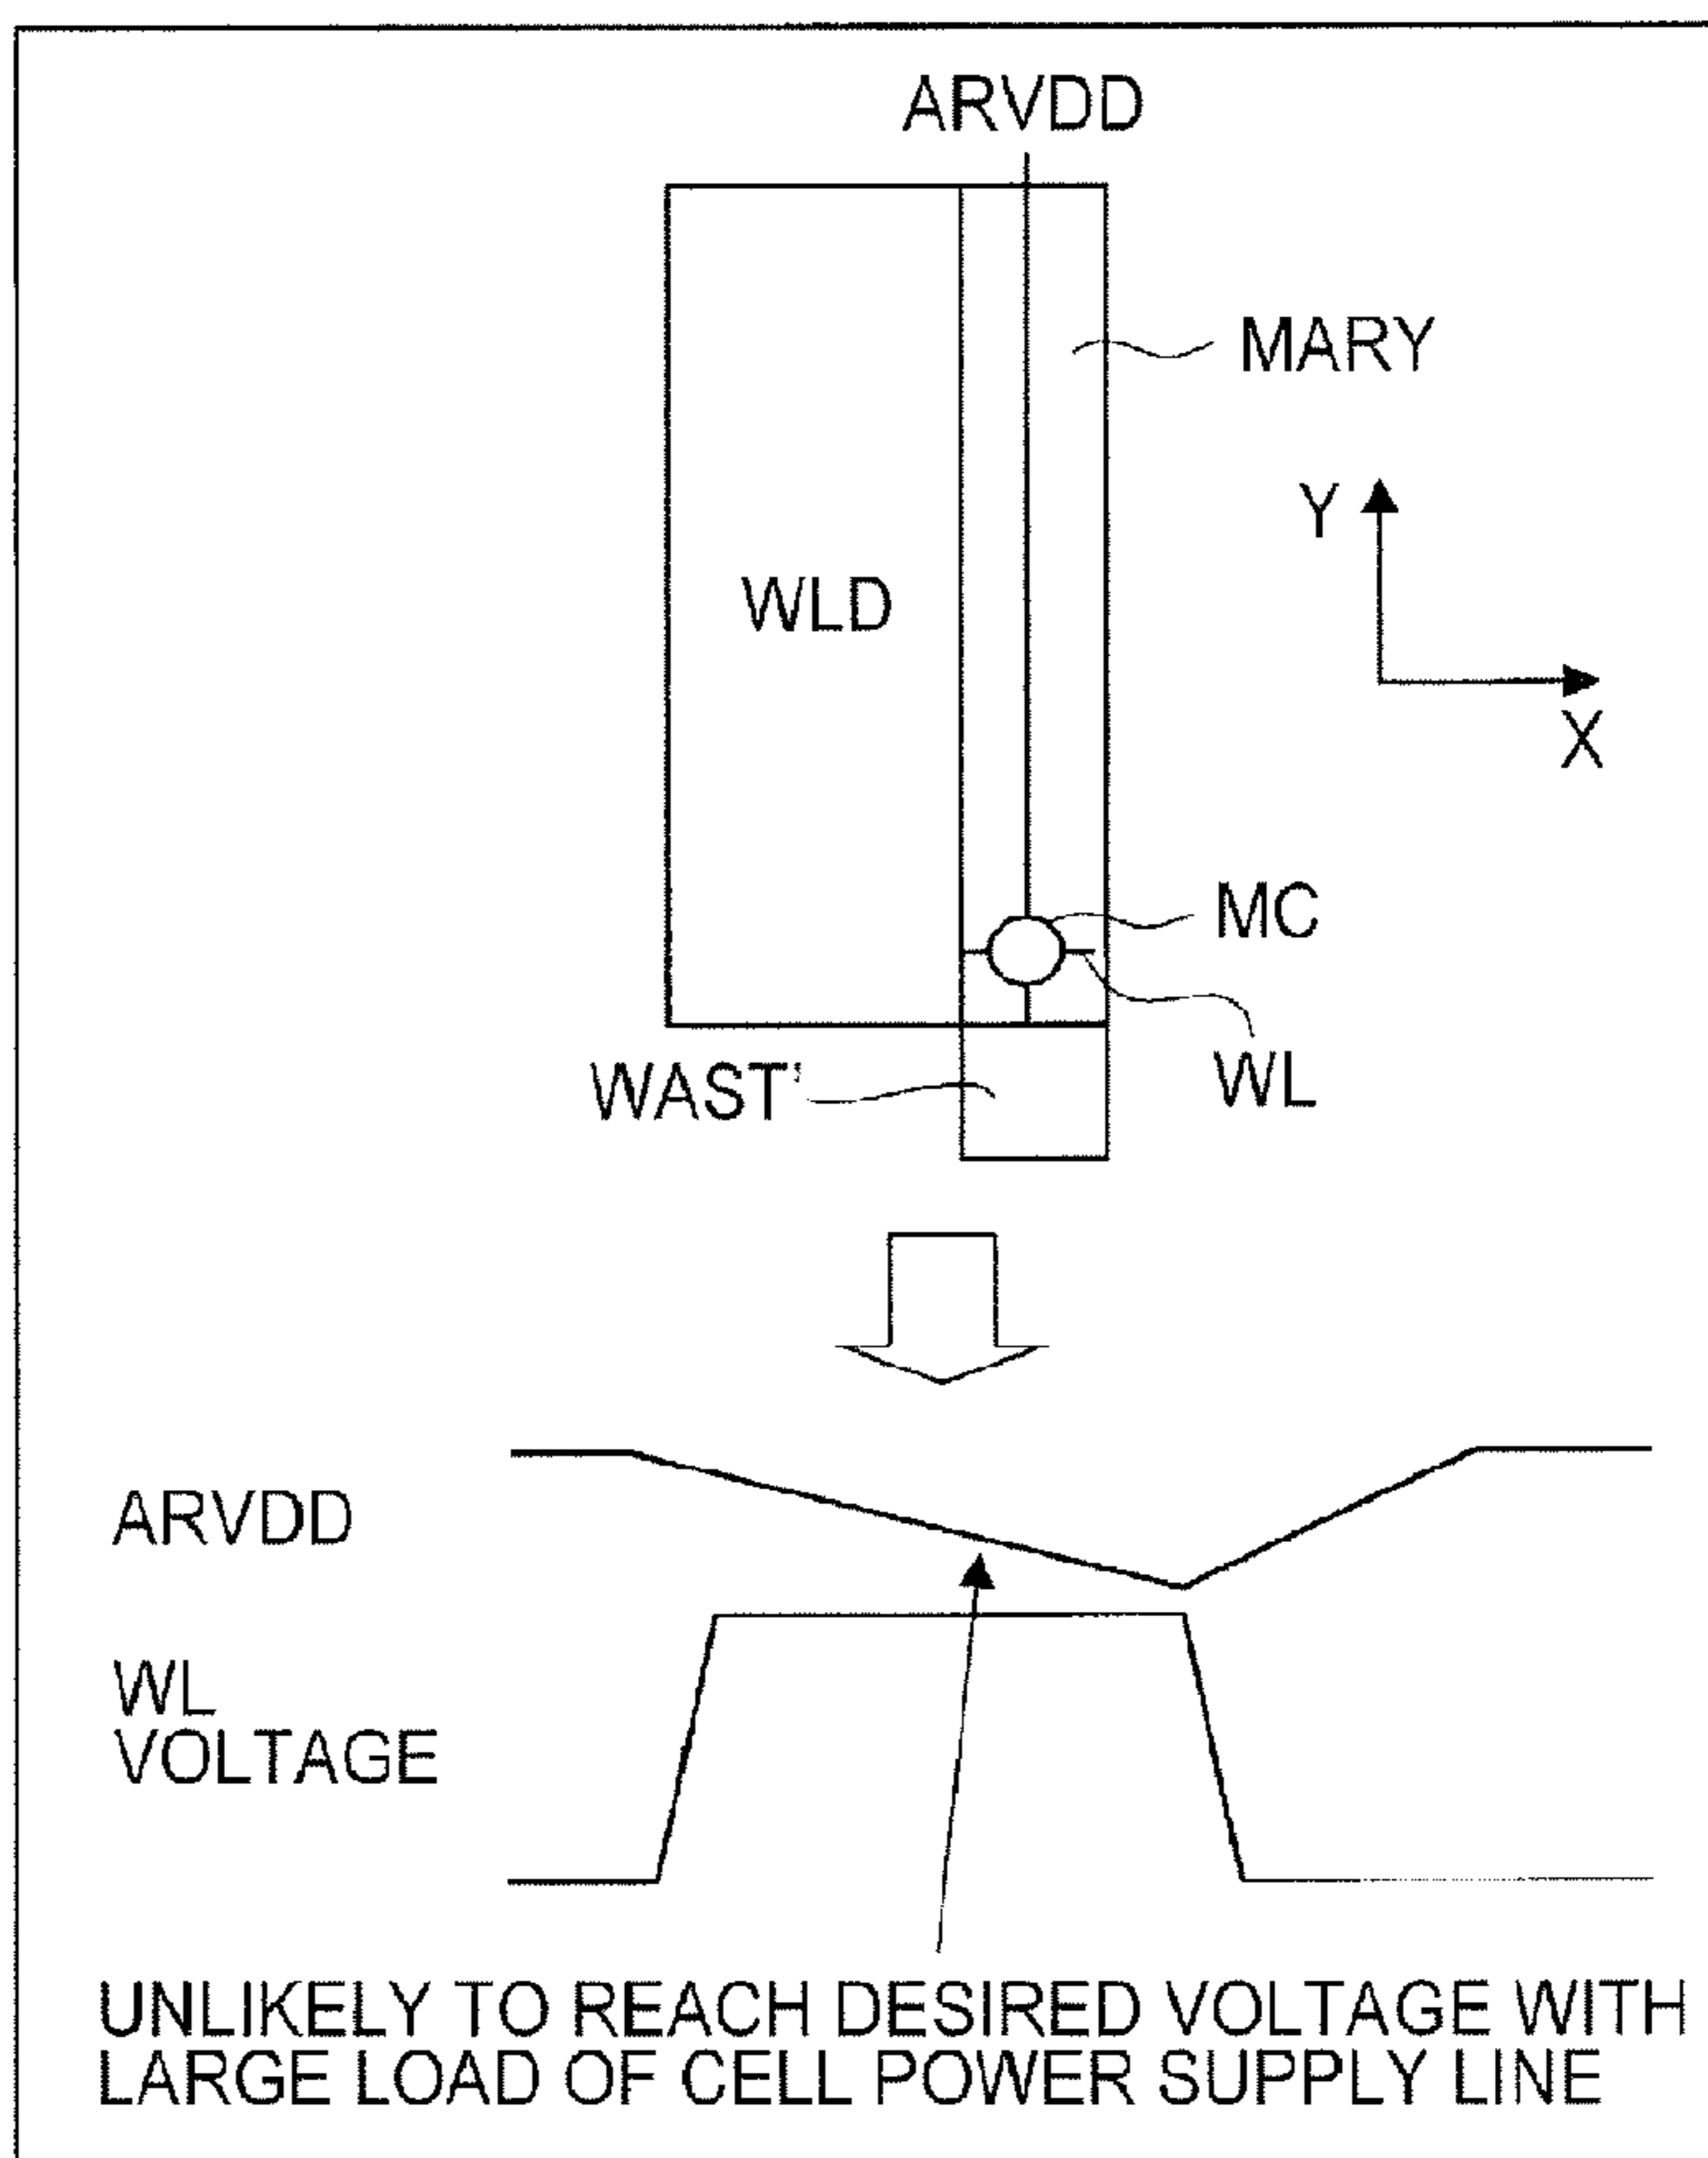 ARVDD
MARY
Y
WLD
X
MC
WL
WAST'
ARVDD
WL
VOLTAGE
UNLIKELY TO REACH DESIRED VOLTAGE WITH
LARGE LOAD OF CELL POWER SUPPLY LINE